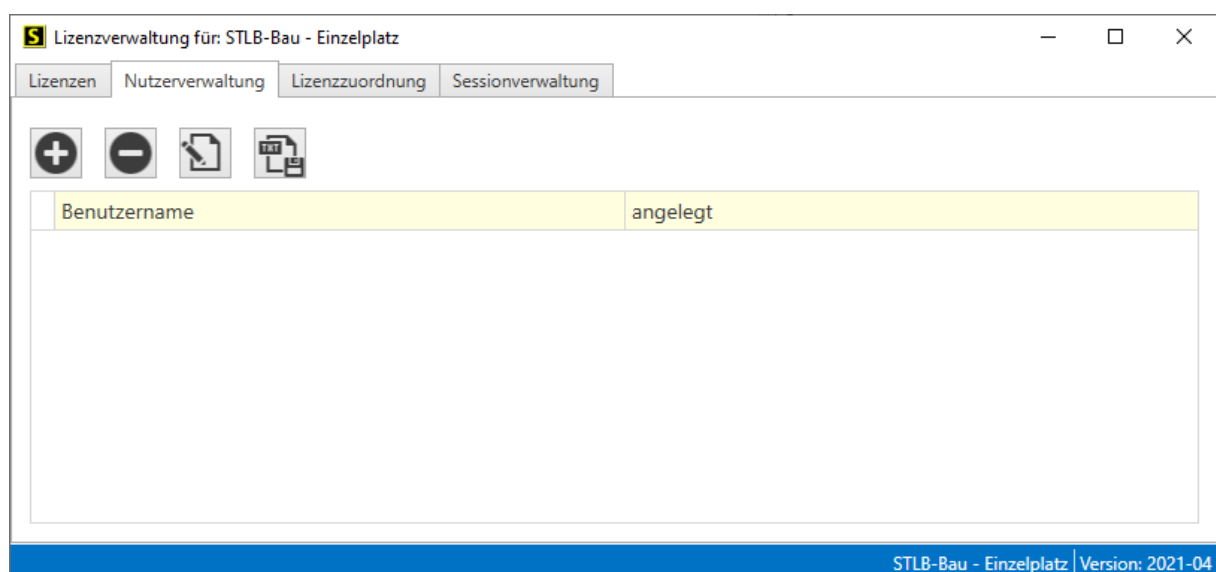 S Lizenzverwaltung für: STLB-Bau - Einzelplatz
Lizenzen Nutzerverwaltung Lizenzzuordnung Sessionverwaltung
TXT
Benutzername angelegt
STLB-Bau - Einzelplatz Version: 2021-04